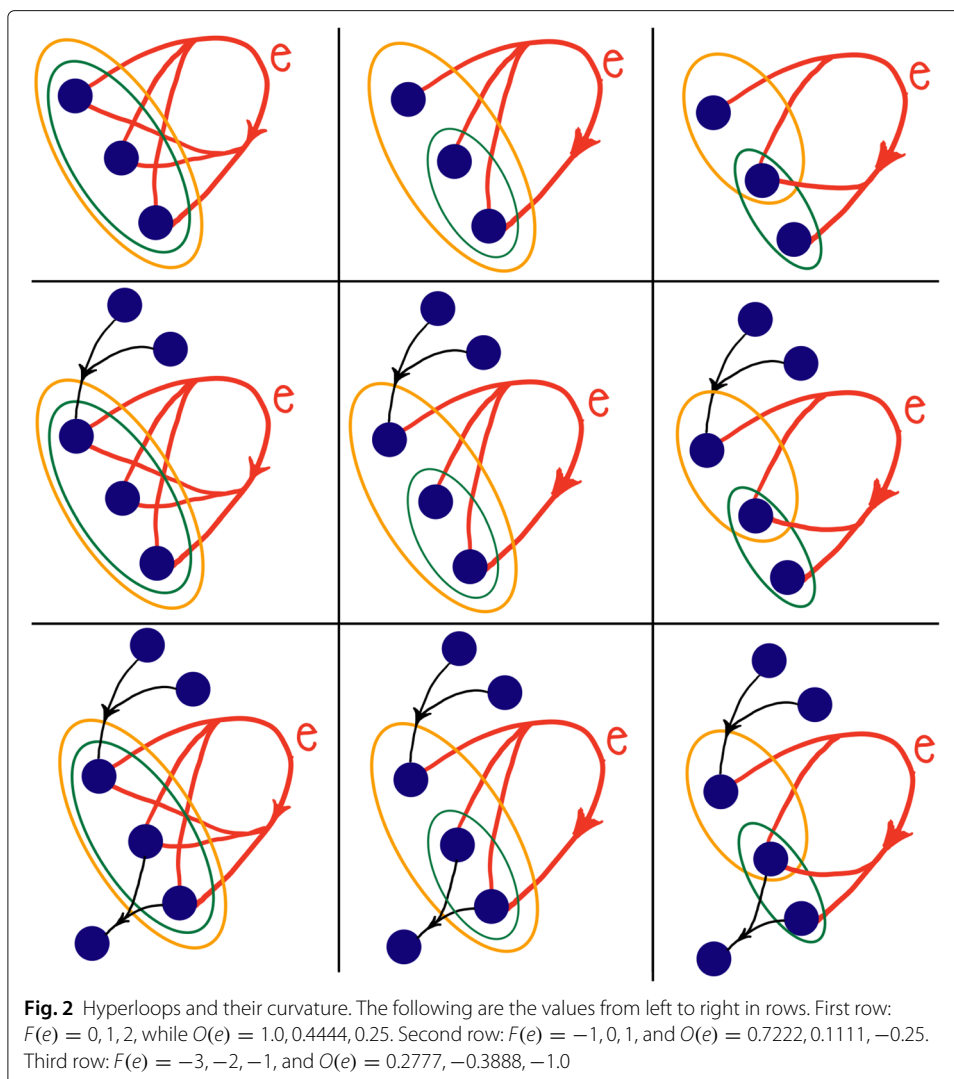 e
e
e
e
e
e
e
e
e
Fig. 2 Hyperloops and their curvature. The following are the values from left to right in rows. First row:
F(e) = 0, 1, 2, while O(e) = 1.0, 0.4444, 0.25. Second row: F(e) = −1, 0, 1, and O(e) = 0.7222, 0.1111, −0.25.
Third row: F(e) = −3, −2, −1, and O(e) = 0.2777, −0.3888, −1.0